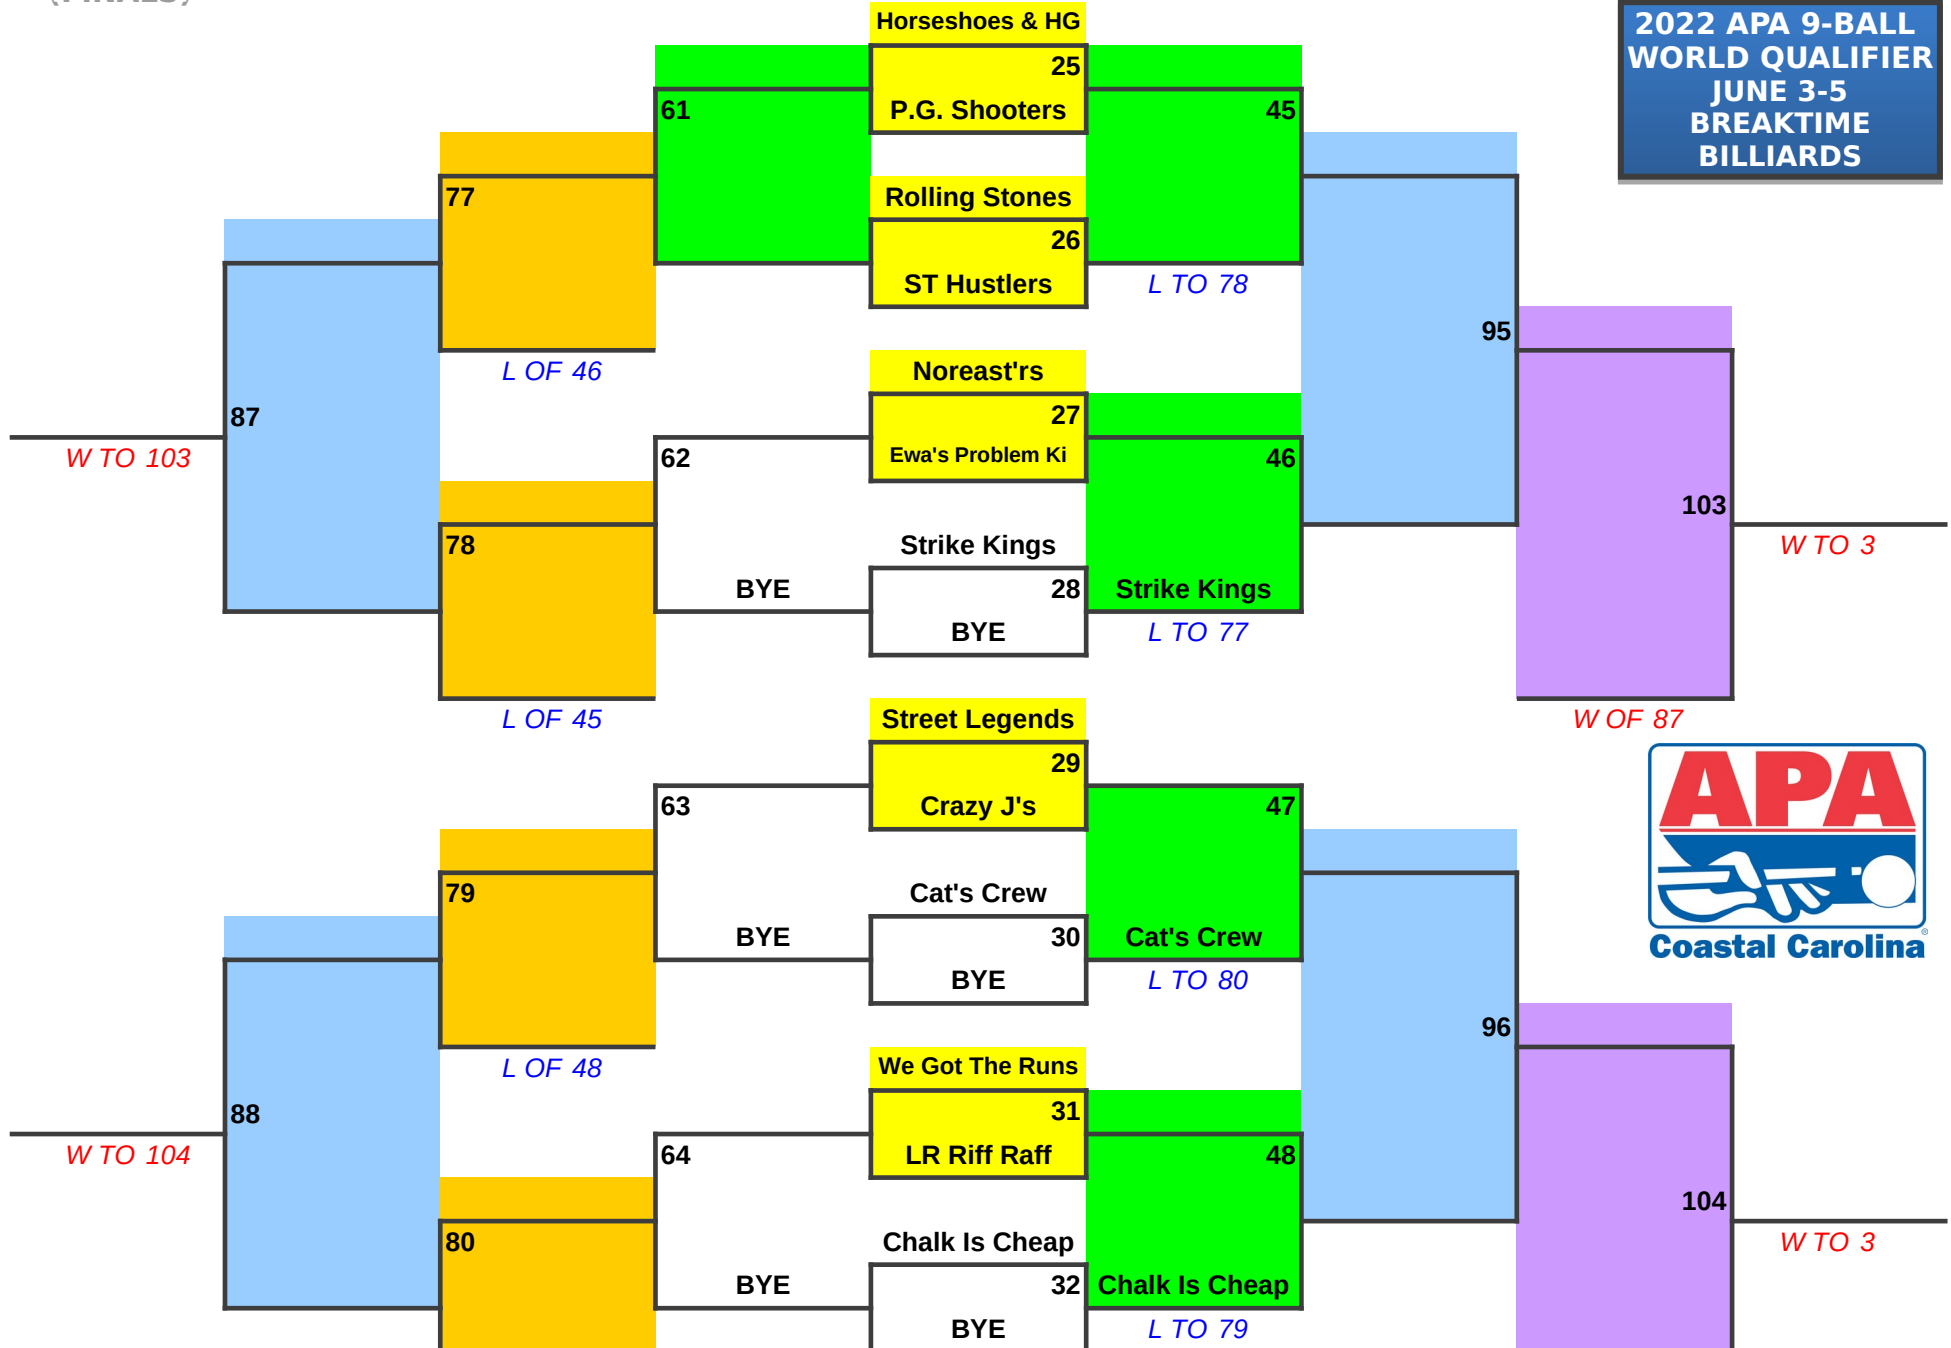 (FINALS)
Horseshoes & HG
2022 APA 9-BALL
WORLD QUALIFIER
JUNE 3-5
BREAKTIME
BILLIARDS
25
61
P.G. Shooters
45
77
Rolling Stones
26
ST Hustlers
L TO 78
95
L OF 46
Noreast'rs
87
27
W TO 103
62
Ewa's Problem Ki
46
103
78
Strike Kings
W TO 3
BYE
28
Strike Kings
BYE
L TO 77
L OF 45
Street Legends
W OF 87
29
63
Crazy J's
47
APA
79
Cat's Crew
BYE
30
Cat's Crew
Coastal Carolina®
BYE
L TO 80
96
L OF 48
We Got The Runs
88
31
W TO 104
64
LR Riff Raff
48
104
80
Chalk Is Cheap
W TO 3
BYE
32
Chalk Is Cheap
BYE
L TO 79